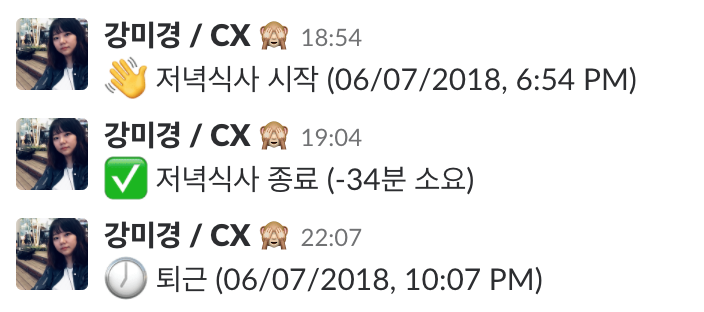 강미경 / CX 🙈 18:54
👋 저녁식사 시작 (06/07/2018, 6:54 PM)
강미경 / CX 🙈 19:04
✅ 저녁식사 종료 (-34분 소요)
강미경 / CX 🙈 22:07
🕖 퇴근 (06/07/2018, 10:07 PM)